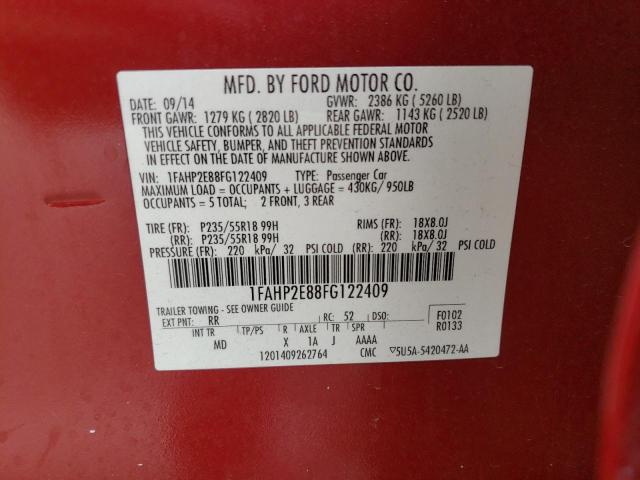 MFD. BY FORD MOTOR CO.
DATE: 09/14 GVWR: 2386 KG (5260 LB)
FRONT GAWR: 1279 KG (2820 LB) REAR GAWR: 1143 KG (2520 LB)
THIS VEHICLE CONFORMS TO ALL APPLICABLE FEDERAL MOTOR
VEHICLE SAFETY, BUMPER, AND THEFT PREVENTION STANDARDS
IN EFFECT ON THE DATE OF MANUFACTURE SHOWN ABOVE.
VIN: 1FAHP2E88FG122409 TYPE: Passenger Car
MAXIMUM LOAD = OCCUPANTS + LUGGAGE = 430KG/ 950LB
OCCUPANTS = 5 TOTAL; 2 FRONT, 3 REAR
TIRE (FR): P235/55R18 99H RIMS (FR): 18X8.0J
(RR): P235/55R18 99H (RR): 18X8.0J
PRESSURE (FR): 220 kPa/ 32 PSI COLD (RR): 220 kPa/ 32 PSI COLD
1FAHP2E88FG122409
TRAILER TOWING - SEE OWNER GUIDE
EXT PNT: RR RC: 52 DSO: F0102
INT TR TP/PS R AXLE TR SPR R0133
MD X 1A J AAAA
1201409262764 CMC ▽5U5A-5420472-AA